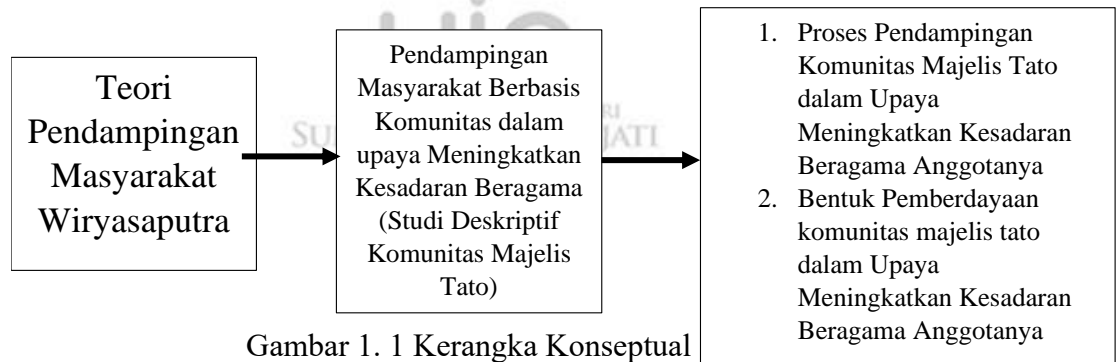 Teori
Pendampingan
Masyarakat
Wiryasaputra
Pendampingan
Masyarakat Berbasis
Komunitas dalam
upaya Meningkatkan
Kesadaran Beragama
(Studi Deskriptif
Komunitas Majelis
Tato)
1. Proses Pendampingan
Komunitas Majelis Tato
dalam Upaya
Meningkatkan Kesadaran
Beragama Anggotanya
2. Bentuk Pemberdayaan
komunitas majelis tato
dalam Upaya
Meningkatkan Kesadaran
Beragama Anggotanya
Gambar 1. 1 Kerangka Konseptual